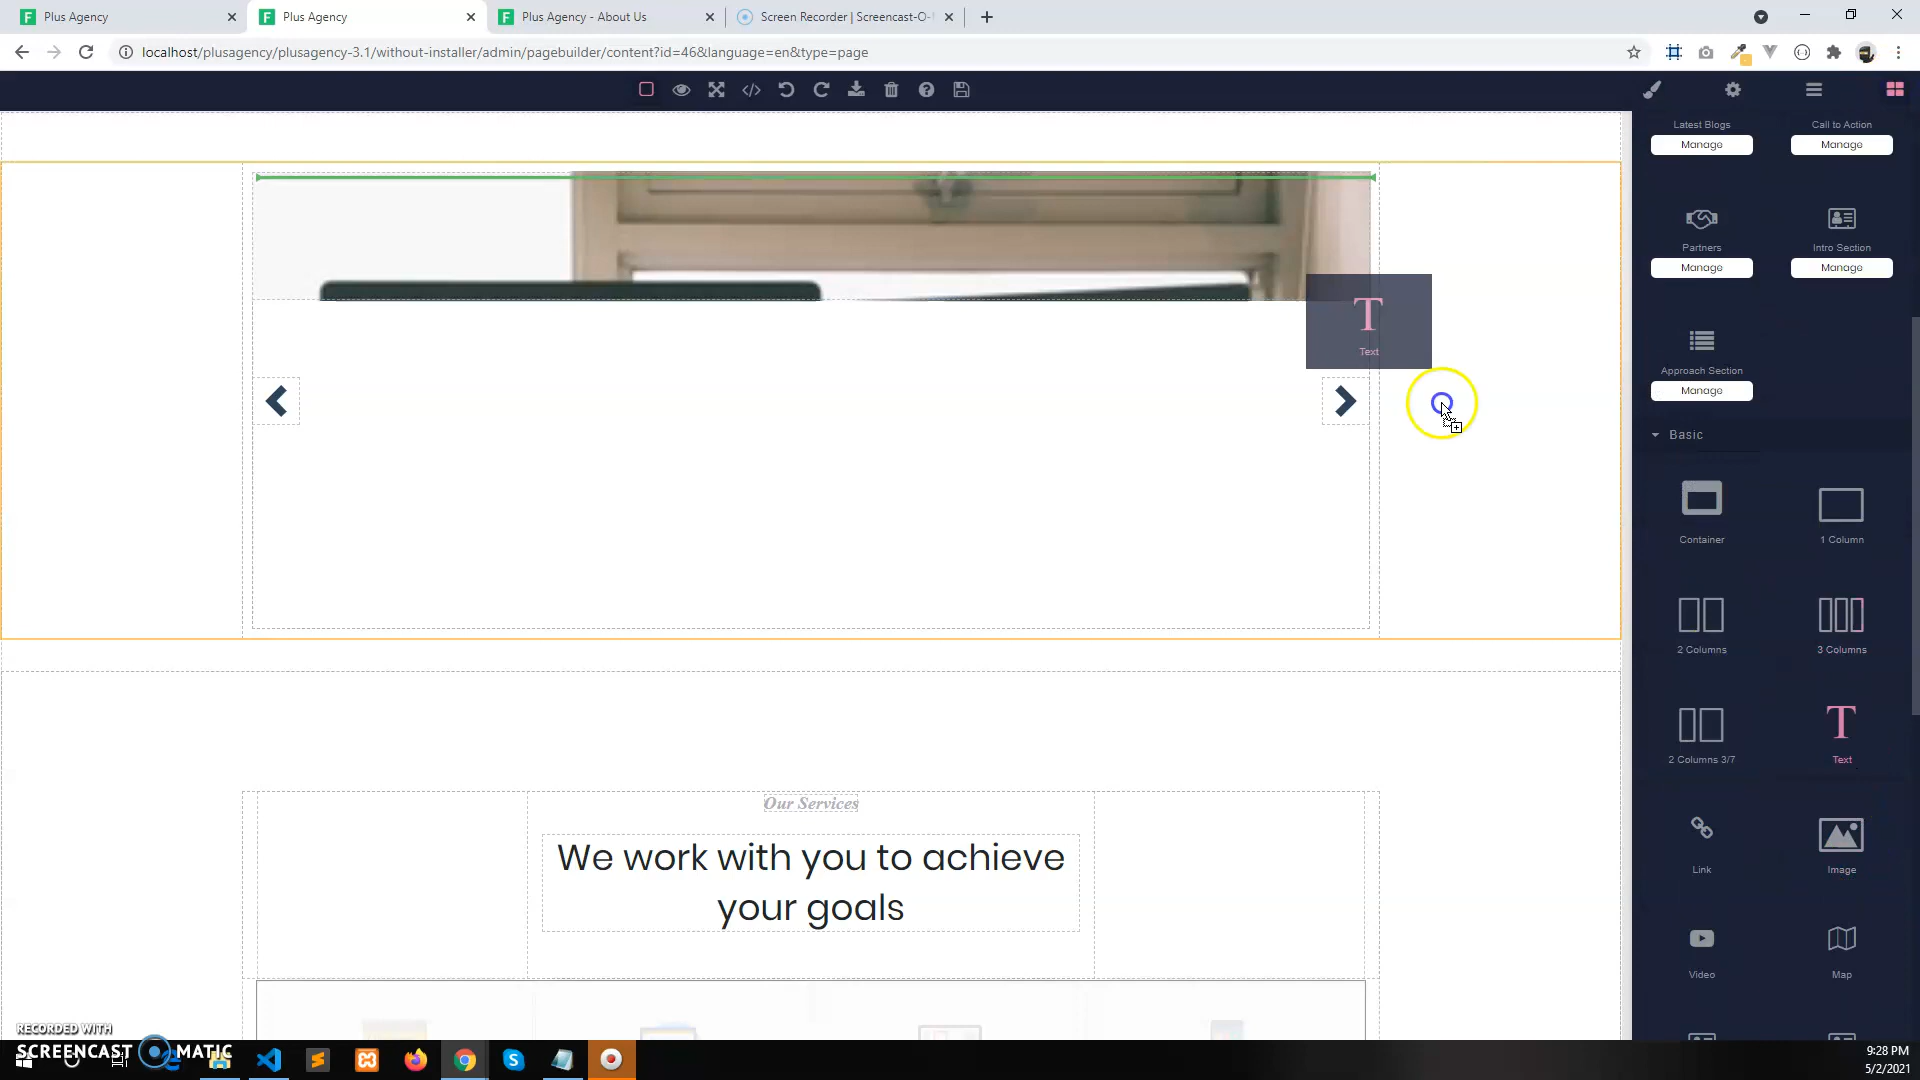 Plus Agency
Plus Agency
Plus Agency - About Us
Screen Recorder | Screencast-O-
localhost/plusagency/plusagency-3.1/without-installer/admin/pagebuilder/content?id=46&language=en&type=page
Latest Blogs
Call to Action
Manage
Manage
Partners
Intro Section
Manage
Manage
Approach Section
Manage
Basic
Container
1 Column
2 Columns
3 Columns
2 Columns 3/7
Text
Link
Image
Video
Map
Text
Our Services
We work with you to achieve
your goals
RECORDED WITH
SCREENCAST MATIC
9:28 PM
5/2/2021